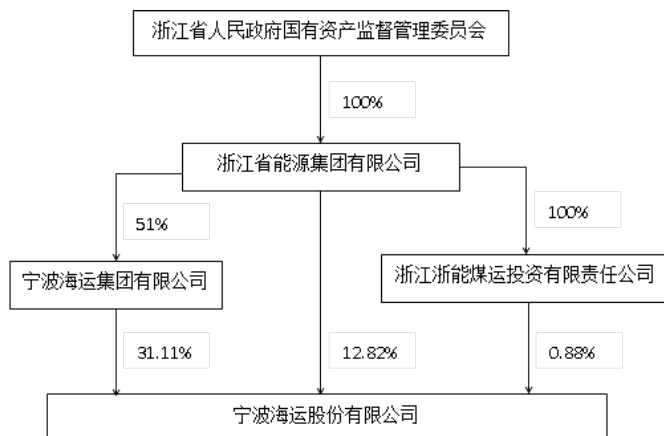 浙江省人民政府国有资产监督管理委员会
100%
浙江省能源集团有限公司
51%
100%
宁波海运集团有限公司
浙江浙能煤运投资有限责任公司
31.11%
12.82%
0.88%
宁波海运股份有限公司